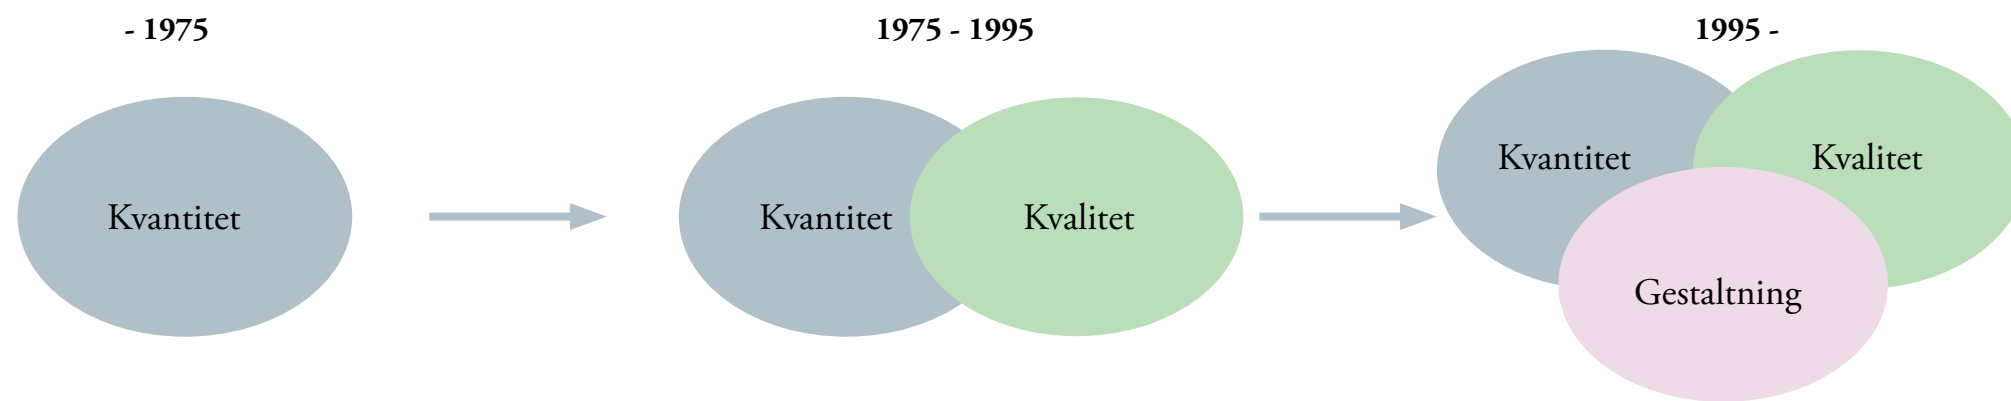 - 1975
Kvantitet
1975 - 1995
Kvantitet
Kvalitet
1995 -
Kvantitet
Kvalitet
Gestaltning